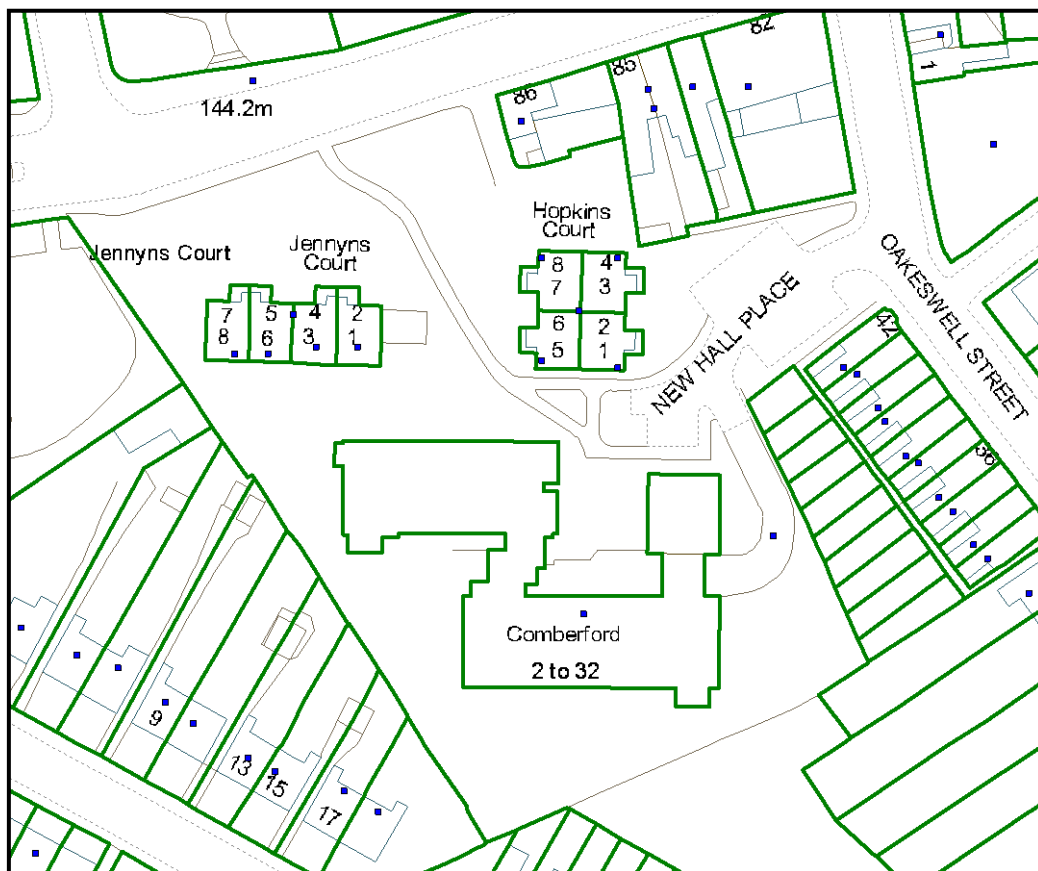 82
85
86
1
144.2m
Hopkins
Court
Jennyns Court
Jennyns
Court
OAKESWELL STREET
8 4
7 3
6 2
5 1
7 5 4 2
8 6 3 1
NEW HALL PLACE
42
36
Comberford
2 to 32
9
13
15
17